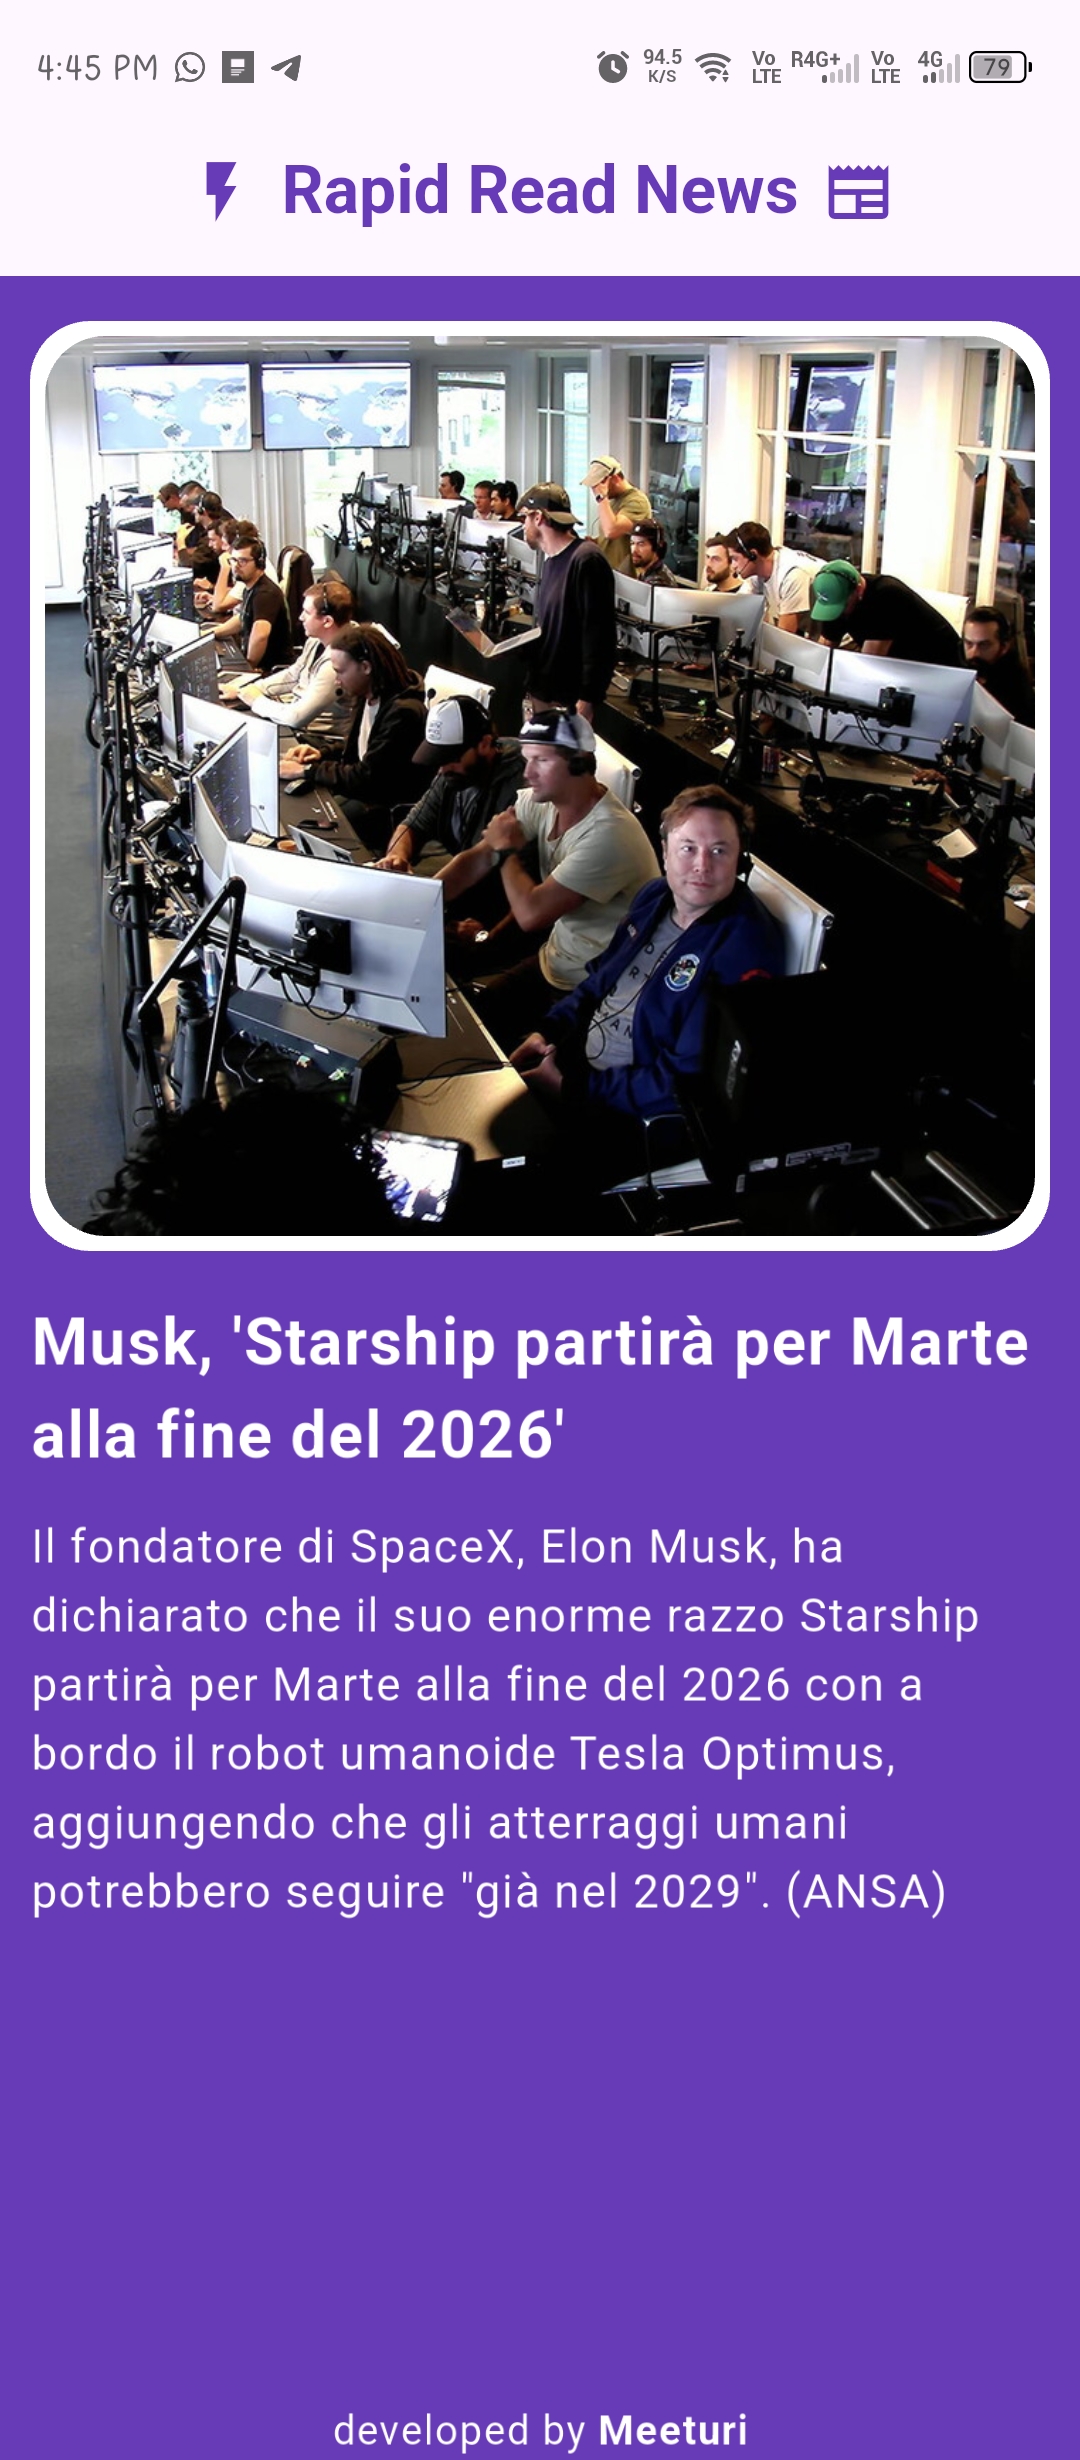 4:45 PM
94.5
K/S
Vo
LTE
R4G+
Vo
LTE
4G
79
Rapid Read News
Musk, 'Starship partirà per Marte
alla fine del 2026'
Il fondatore di SpaceX, Elon Musk, ha
dichiarato che il suo enorme razzo Starship
partirà per Marte alla fine del 2026 con a
bordo il robot umanoide Tesla Optimus,
aggiungendo che gli atterraggi umani
potrebbero seguire "già nel 2029". (ANSA)
developed by Meeturi